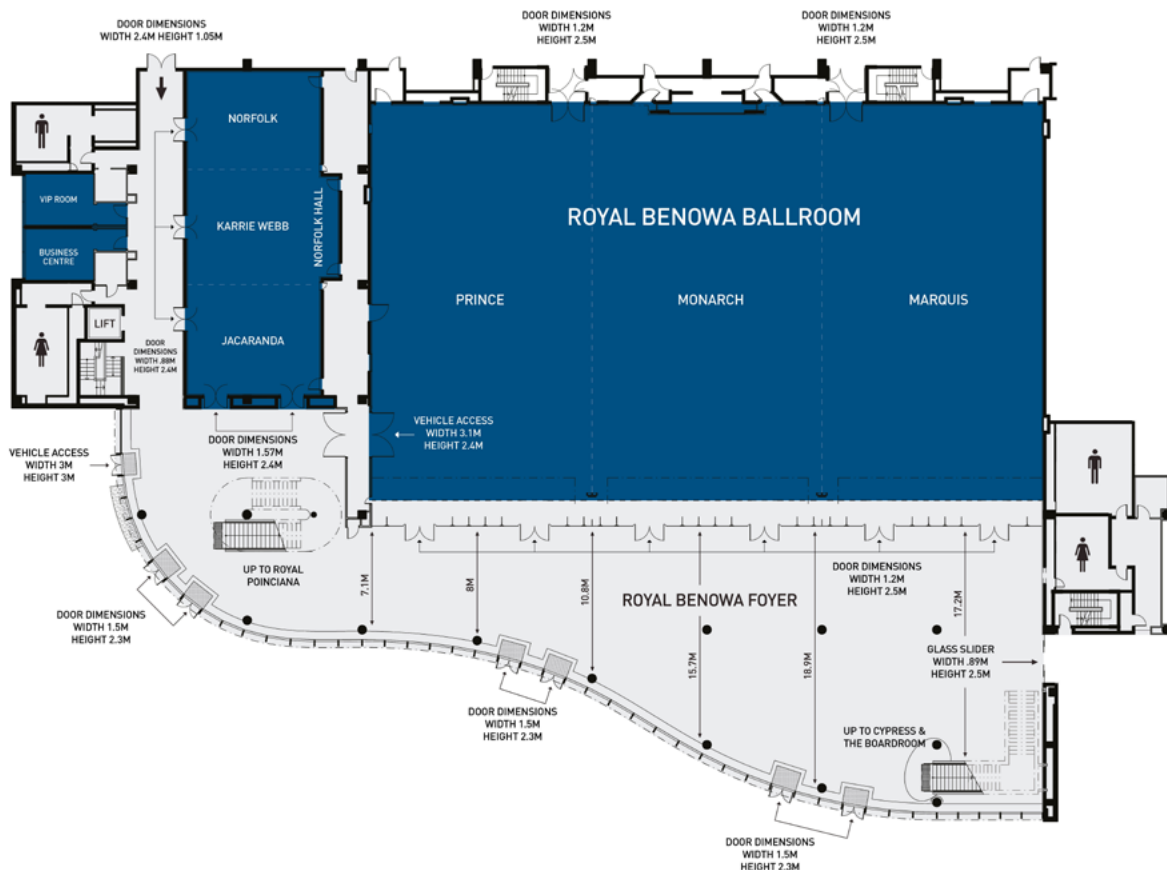 DOOR DIMENSIONS
WIDTH 2.4M HEIGHT 1.05M
DOOR DIMENSIONS
WIDTH 1.2M
HEIGHT 2.5M
DOOR DIMENSIONS
WIDTH 1.2M
HEIGHT 2.5M
NORFOLK
VIP ROOM
KARRIE WEBB
NORFOLK HALL
BUSINESS
CENTRE
ROYAL BENOWA BALLROOM
PRINCE
MONARCH
MARQUIS
LIFT
JACARANDA
DOOR
DIMENSIONS
WIDTH .88M
HEIGHT 2.4M
VEHICLE ACCESS
WIDTH 3.1M
HEIGHT 2.4M
DOOR DIMENSIONS
WIDTH 1.57M
HEIGHT 2.4M
VEHICLE ACCESS
WIDTH 3M
HEIGHT 3M
UP TO ROYAL
POINCIANA
DOOR DIMENSIONS
WIDTH 1.5M
HEIGHT 2.3M
7.1M
8M
10.8M
ROYAL BENOWA FOYER
DOOR DIMENSIONS
WIDTH 1.2M
HEIGHT 2.5M
17.2M
15.7M
18.9M
GLASS SLIDER
WIDTH .89M
HEIGHT 2.5M
DOOR DIMENSIONS
WIDTH 1.5M
HEIGHT 2.3M
UP TO CYPRESS &
THE BOARDROOM
DOOR DIMENSIONS
WIDTH 1.5M
HEIGHT 2.3M